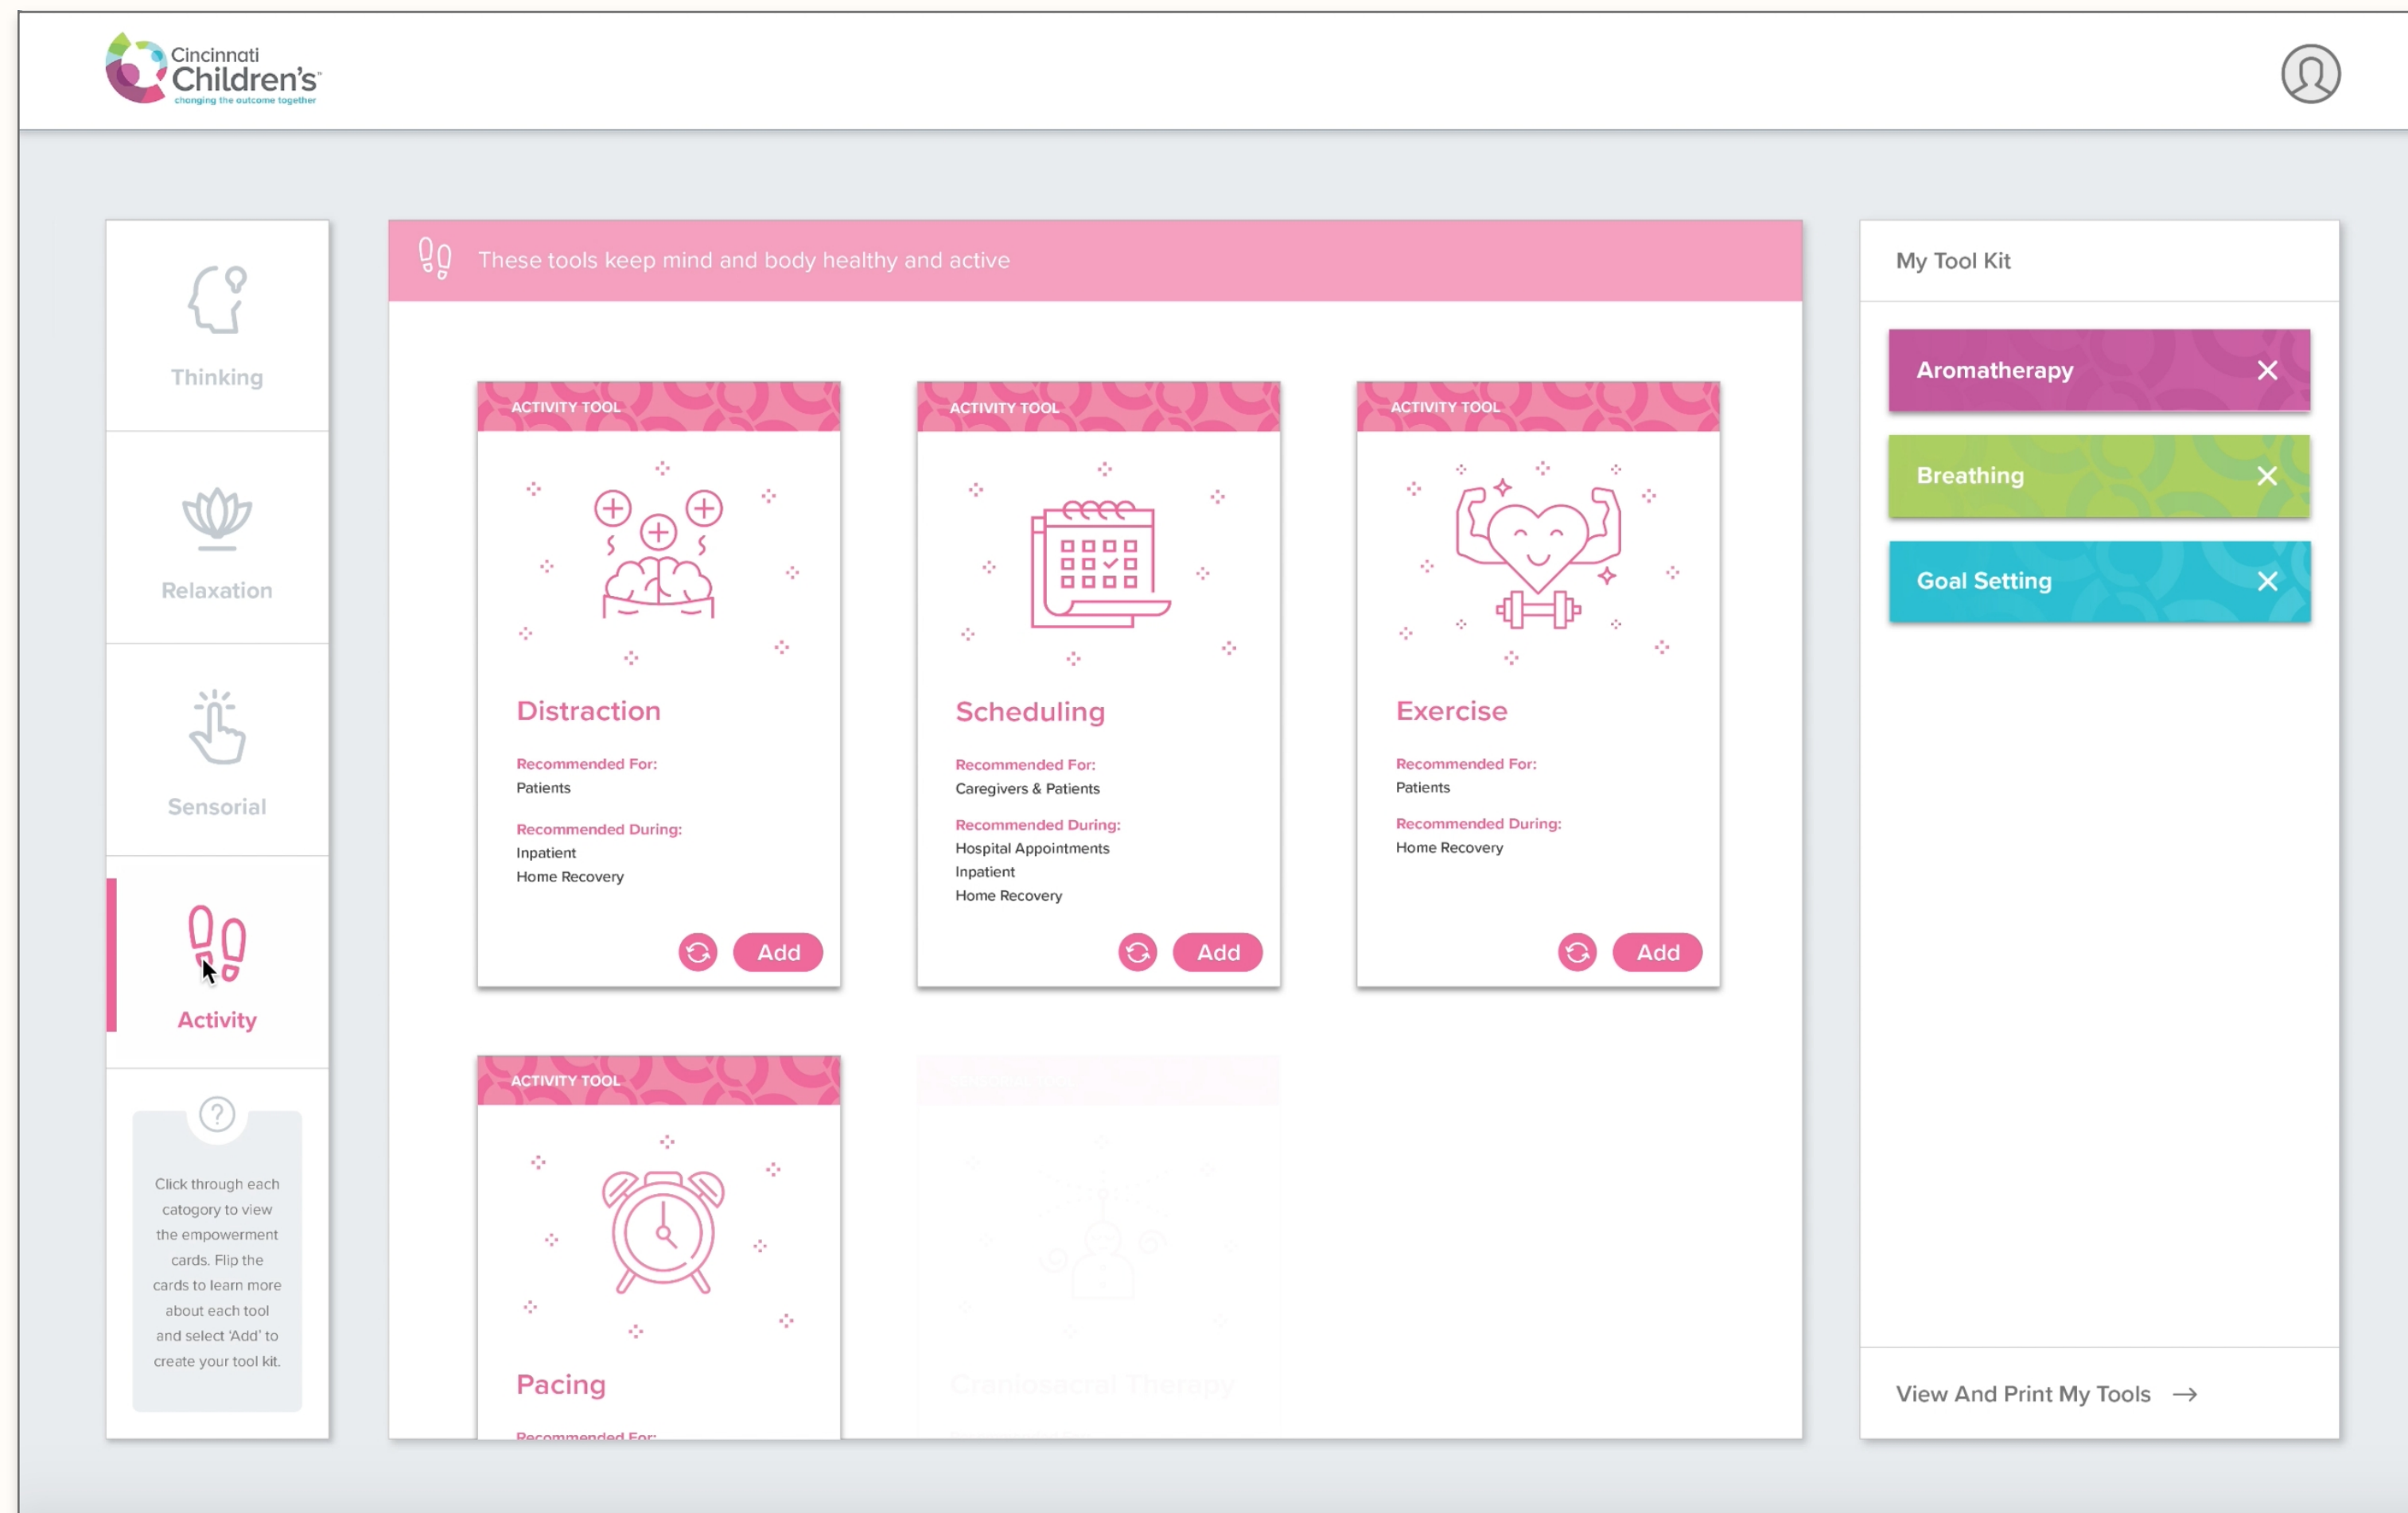 Cincinnati
Children's™
changing the outcome together
Thinking
Relaxation
Sensorial
Activity
?
Click through each
catogory to view
the empowerment
cards. Flip the
cards to learn more
about each tool
and select 'Add' to
create your tool kit.
These tools keep mind and body healthy and active
ACTIVITY TOOL
Distraction
Recommended For:
Patients
Recommended During:
Inpatient
Home Recovery
Add
ACTIVITY TOOL
Scheduling
Recommended For:
Caregivers & Patients
Recommended During:
Hospital Appointments
Inpatient
Home Recovery
Add
ACTIVITY TOOL
Exercise
Recommended For:
Patients
Recommended During:
Home Recovery
Add
ACTIVITY TOOL
Pacing
Recommended For:
Craniosacral Therapy
My Tool Kit
Aromatherapy
Breathing
Goal Setting
View And Print My Tools →